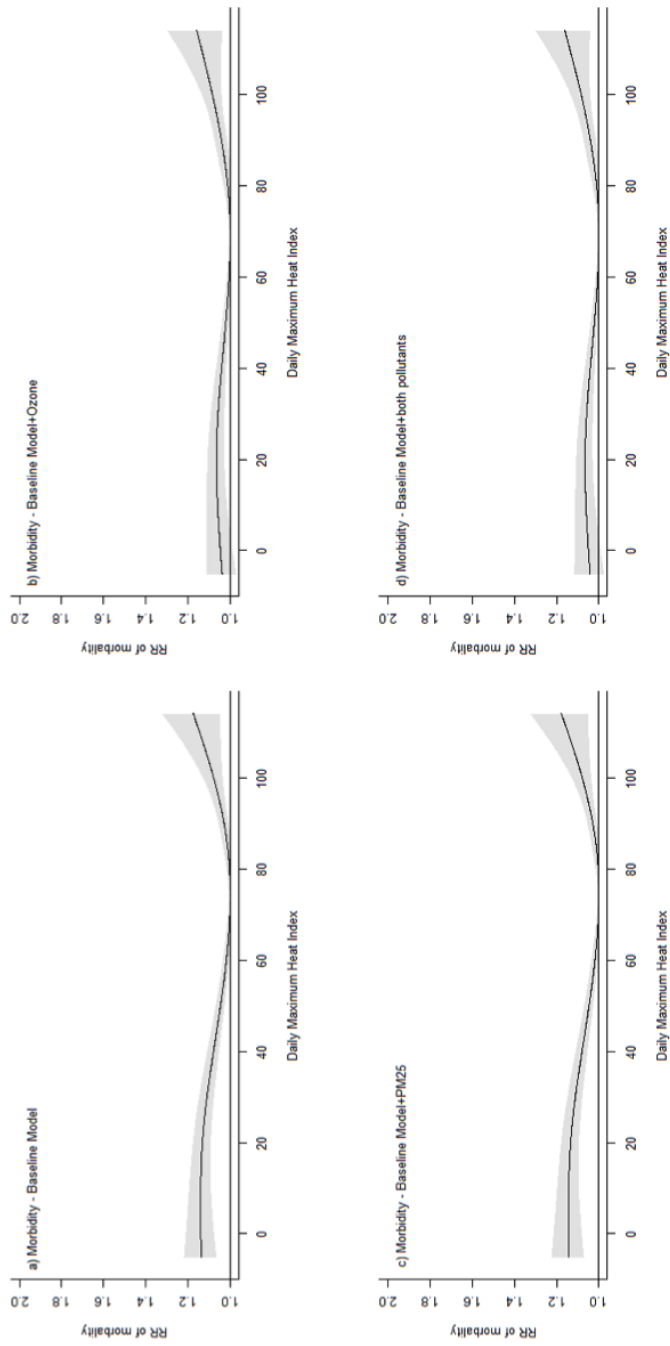 a) Morbidity - Baseline Model
RR of morbality
2.0
1.8
1.6
1.4
1.2
1.0
0 20 40 60 80 100
Daily Maximum Heat Index
b) Morbidity - Baseline Model+Ozone
RR of morbality
2.0
1.8
1.6
1.4
1.2
1.0
0 20 40 60 80 100
Daily Maximum Heat Index
c) Morbidity - Baseline Model+PM25
RR of morbality
2.0
1.8
1.6
1.4
1.2
1.0
0 20 40 60 80 100
Daily Maximum Heat Index
d) Morbidity - Baseline Model+both pollutants
RR of morbality
2.0
1.8
1.6
1.4
1.2
1.0
0 20 40 60 80 100
Daily Maximum Heat Index